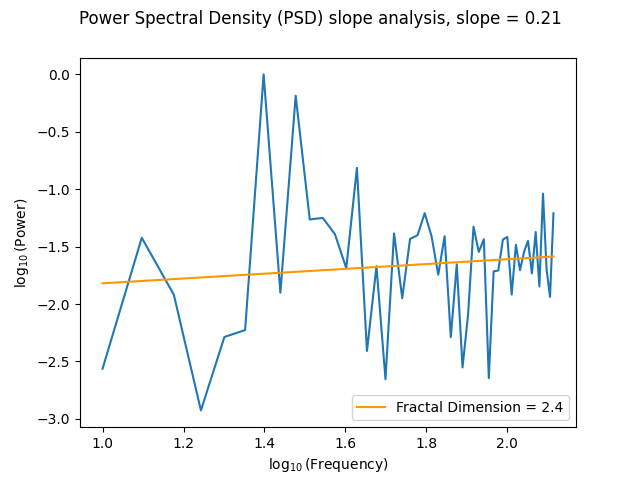 Power Spectral Density (PSD) slope analysis, slope = 0.21
0.0
−0.5
−1.0
−1.5
−2.0
−2.5
−3.0
log₁₀(Power)
Fractal Dimension = 2.4
1.0 1.2 1.4 1.6 1.8 2.0
log₁₀(Frequency)